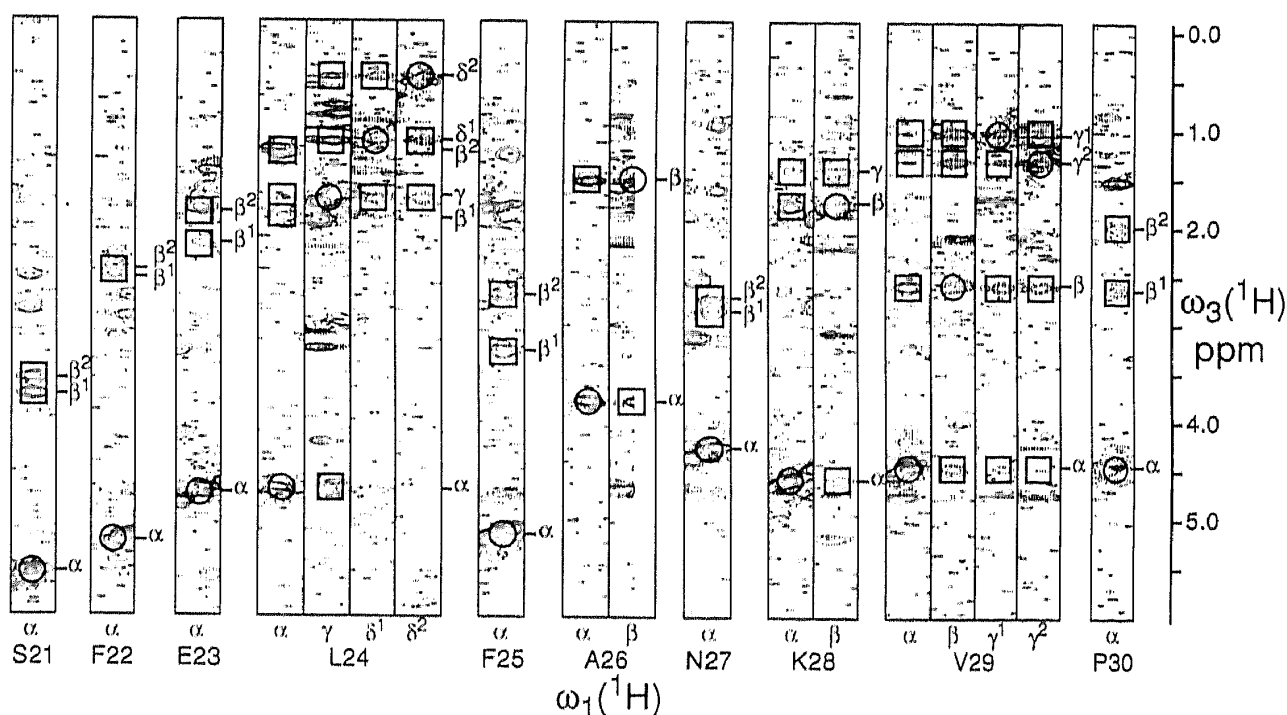 0.0
δ²
δ¹
β²
γ
β¹
α
β²
β¹
α
β²
β¹
α
β²
β¹
α
β²
β¹
α
β
α
β²
β¹
α
γ
β
α
γ¹
γ²
β
α
β²
β¹
α
1.0
2.0
ω₃(¹H)
ppm
4.0
5.0
α α α α γ δ¹ δ² α α β α α β α β γ¹ γ² α
S21 F22 E23 L24 F25 A26 N27 K28 V29 P30
ω₁(¹H)